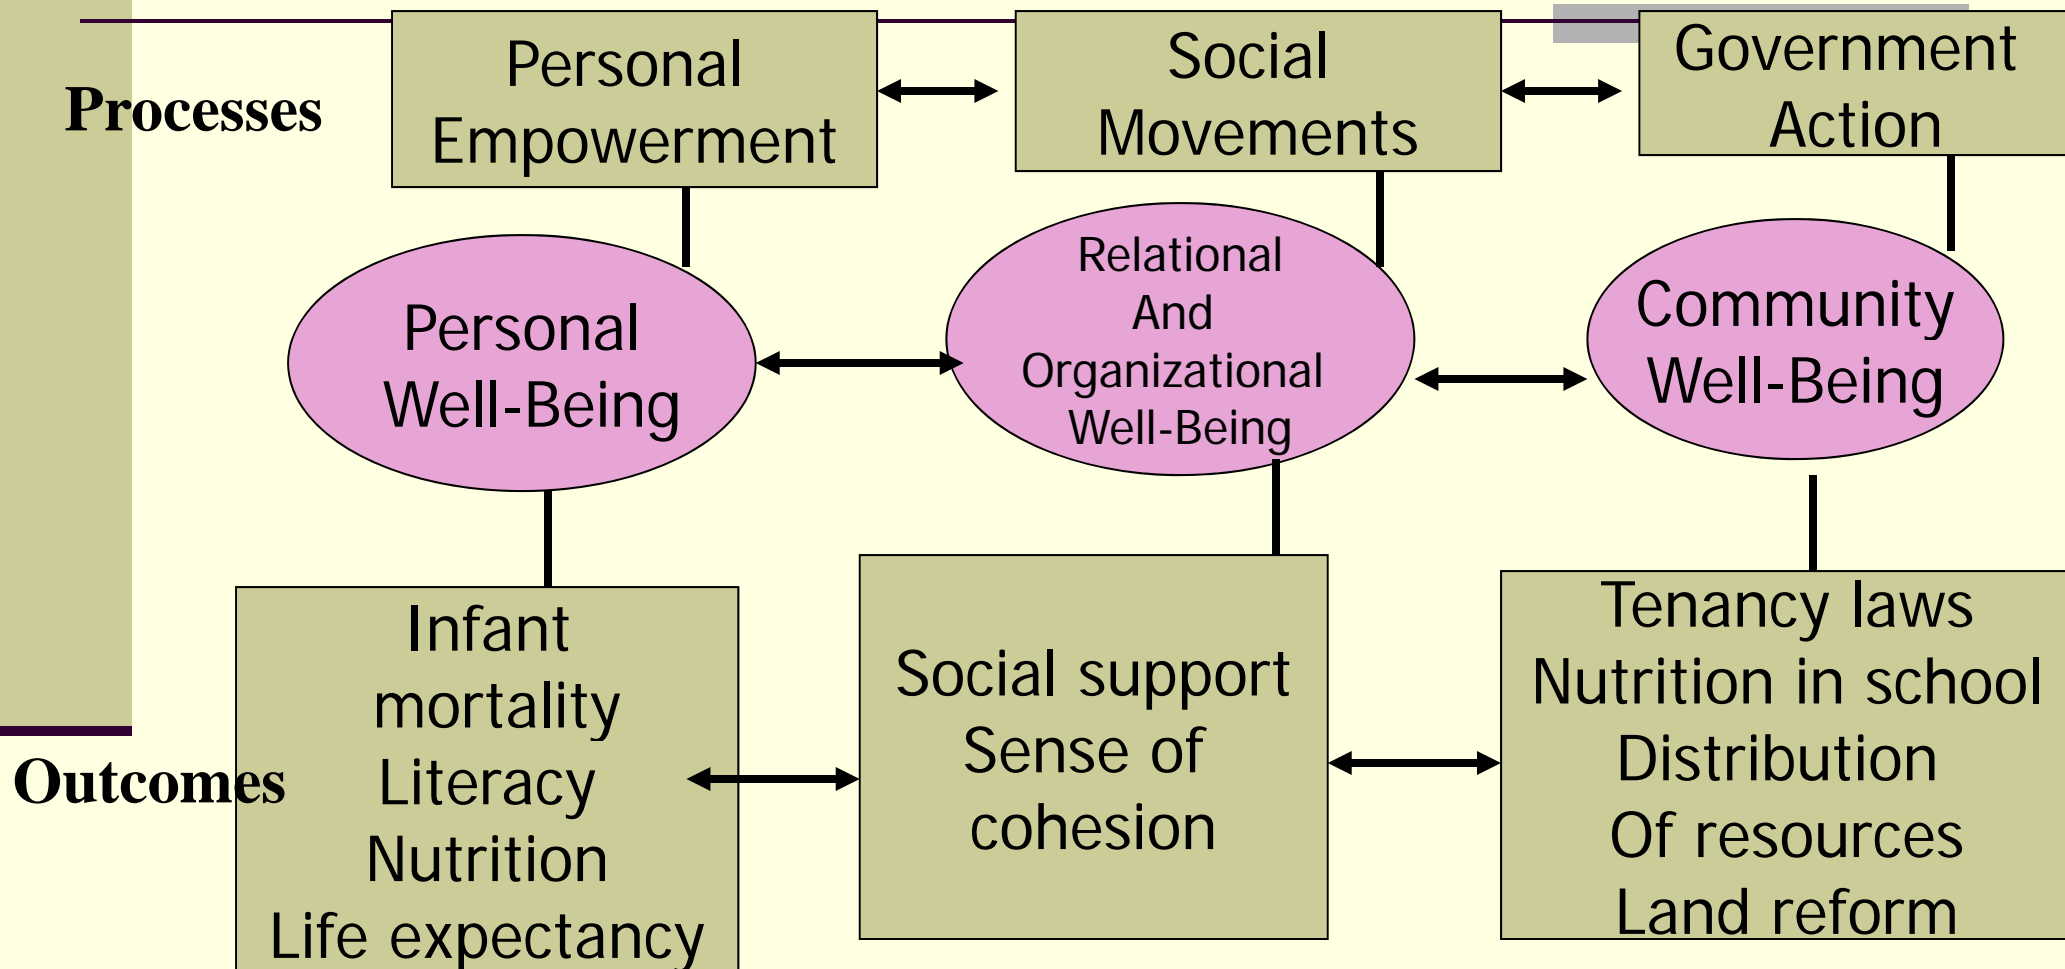 Processes
Personal
Empowerment
Social
Movements
Government
Action
Personal
Well-Being
Relational
And
Organizational
Well-Being
Community
Well-Being
Outcomes
Infant
mortality
Literacy
Nutrition
Life expectancy
Social support
Sense of
cohesion
Tenancy laws
Nutrition in school
Distribution
Of resources
Land reform